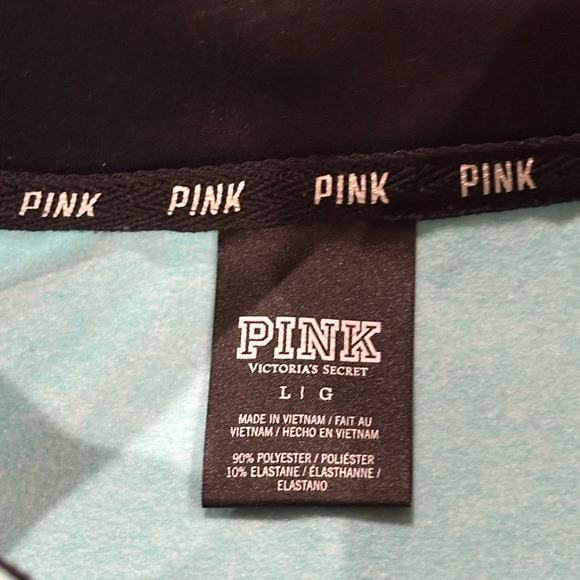 PINK PINK PINK PINK
PINK
VICTORIA'S SECRET
L | G
MADE IN VIETNAM / FAIT AU
VIETNAM / HECHO EN VIETNAM
90% POLYESTER / POLIÉSTER
10% ELASTANE / ÉLASTHANNE /
ELASTANO